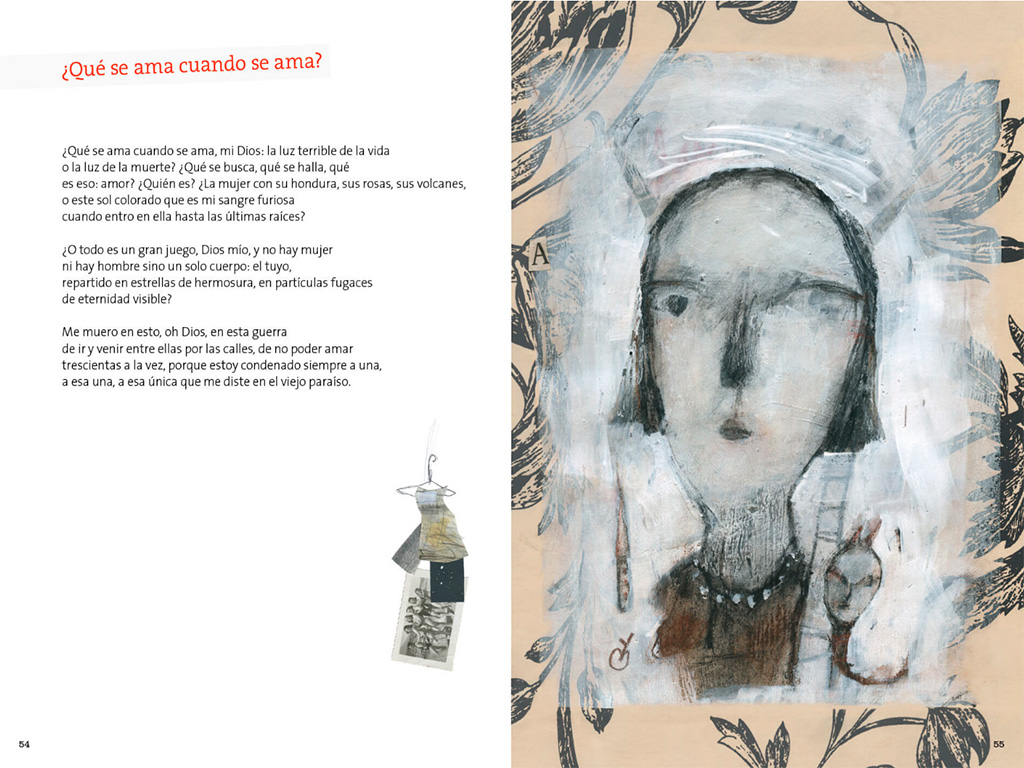 ¿Qué se ama cuando se ama?
¿Qué se ama cuando se ama, mi Dios: la luz terrible de la vida
o la luz de la muerte? ¿Qué se busca, qué se halla, qué
es eso: amor? ¿Quién es? ¿La mujer con su hondura, sus rosas, sus volcanes,
o este sol colorado que es mi sangre furiosa
cuando entro en ella hasta las últimas raíces?
¿O todo es un gran juego, Dios mío, y no hay mujer
ni hay hombre sino un solo cuerpo: el tuyo,
repartido en estrellas de hermosura, en partículas fugaces
de eternidad visible?
Me muero en esto, oh Dios, en esta guerra
de ir y venir entre ellas por las calles, de no poder amar
trescientas a la vez, porque estoy condenado siempre a una,
a esa una, a esa única que me diste en el viejo paraíso.
54
A
55